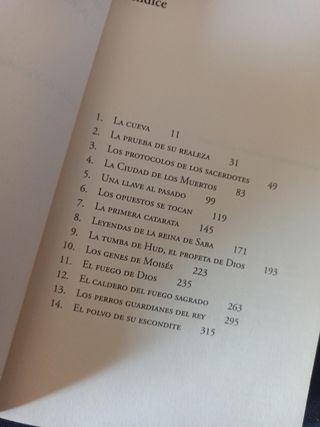 Índice
1. La cueva 11
2. La prueba de su realeza 31
3. Los protocolos de los sacerdotes 49
4. La Ciudad de los Muertos 83
5. Una llave al pasado 99
6. Los opuestos se tocan 119
7. La primera catarata 145
8. Leyendas de la reina de Saba 171
9. La tumba de Hud, el profeta de Dios 193
10. Los genes de Moisés 223
11. El fuego de Dios 235
12. El caldero del fuego sagrado 263
13. Los perros guardianes del rey 295
14. El polvo de su escondite 315